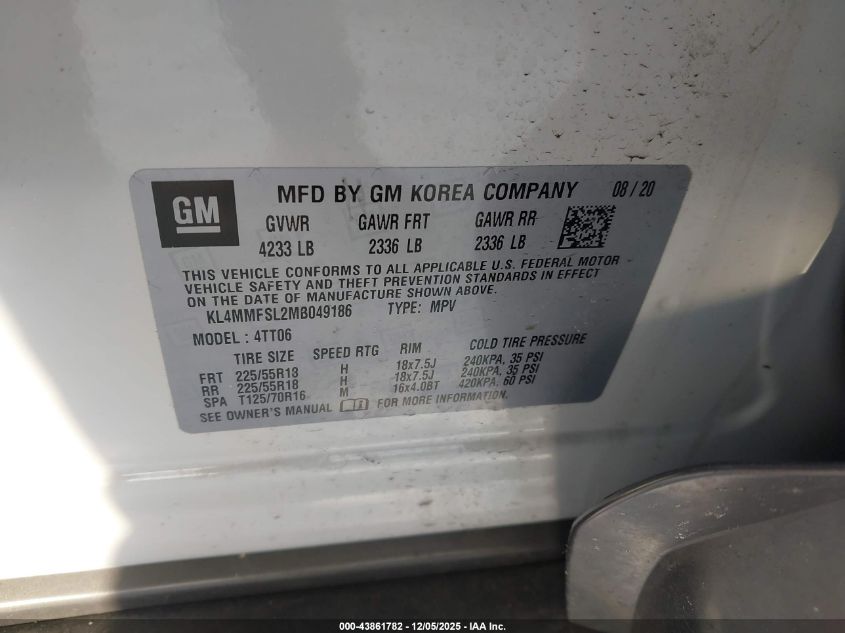 GM
MFD BY GM KOREA COMPANY 08/20
GVWR GAWR FRT GAWR RR
4233 LB 2336 LB 2336 LB
THIS VEHICLE CONFORMS TO ALL APPLICABLE U.S. FEDERAL MOTOR
VEHICLE SAFETY AND THEFT PREVENTION STANDARDS IN EFFECT
ON THE DATE OF MANUFACTURE SHOWN ABOVE.
KL4MMFSL2MB049186 TYPE: MPV
MODEL: 4TT06
TIRE SIZE SPEED RTG RIM COLD TIRE PRESSURE
FRT 225/55R18 H 18x7.5J 240KPA, 35 PSI
RR 225/55R18 H 18x7.5J 240KPA, 35 PSI
SPA T125/70R16 M 16x4.0BT 420KPA, 60 PSI
SEE OWNER'S MANUAL FOR MORE INFORMATION.
000-43861782 - 12/05/2025 - IAA Inc.